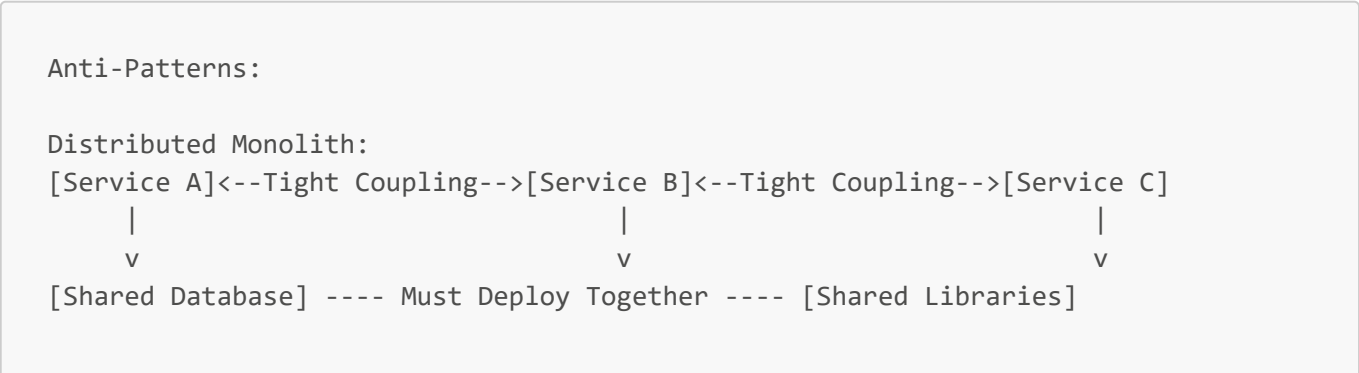 Anti-Patterns:
Distributed Monolith:
[Service A]<--Tight Coupling-->[Service B]<--Tight Coupling-->[Service C]
     |                               |                              |
     v                               v                              v
[Shared Database] ---- Must Deploy Together ---- [Shared Libraries]